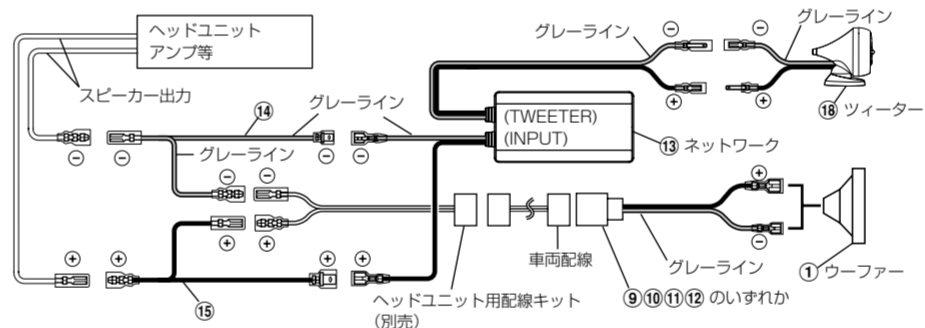 ヘッドユニット
アンプ等
スピーカー出力
⑭
グレーライン
グレーライン
グレーライン
グレーライン
⊖
⊖
⊖
⊖
⊖
⊖
⊕
⊕
⊕
⊕
⊕
⊕
⑮
(TWEETER)
(INPUT)
⑬ ネットワーク
⊖
⊖
⊕
⊕
⑱ ツィーター
ヘッドユニット用配線キット
(別売)
車両配線
グレーライン
⊕
⊖
⑨⑩⑪⑫ のいずれか
① ウーファー